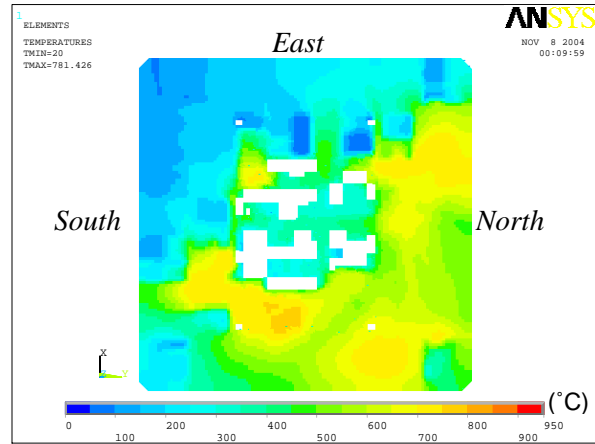 1
ELEMENTS
TEMPERATURES
TMIN=20
TMAX=781.426
ANSYS
NOV 8 2004
00:09:59
East
South
North
X
Z Y
0 200 400 600 800 950
100 300 500 700 900
(°C)